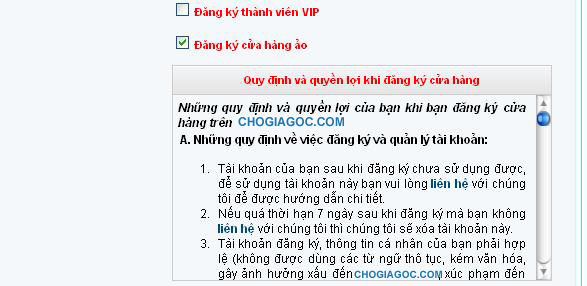 Đăng ký thành viên VIP
Đăng ký cửa hàng ảo
Quy định và quyền lợi khi đăng ký cửa hàng
Những quy định và quyền lợi của bạn khi bạn đăng ký cửa
hàng trên CHOGIAGOC.COM
A. Những quy định về việc đăng ký và quản lý tài khoản:
1. Tài khoản của bạn sau khi đăng ký chưa sử dụng được,
để sử dụng tài khoản này bạn vui lòng liên hệ với chúng
tôi để được hướng dẫn chi tiết.
2. Nếu quá thời hạn 7 ngày sau khi đăng ký mà bạn không
liên hệ với chúng tôi thì chúng tôi sẽ xóa tài khoản này.
3. Tài khoản đăng ký, thông tin cá nhân của bạn phải hợp
lệ (không được dùng các từ ngữ thô tục, kém văn hóa,
gây ảnh hưởng xấu đến CHOGIAGOC.COM, xúc phạm đến